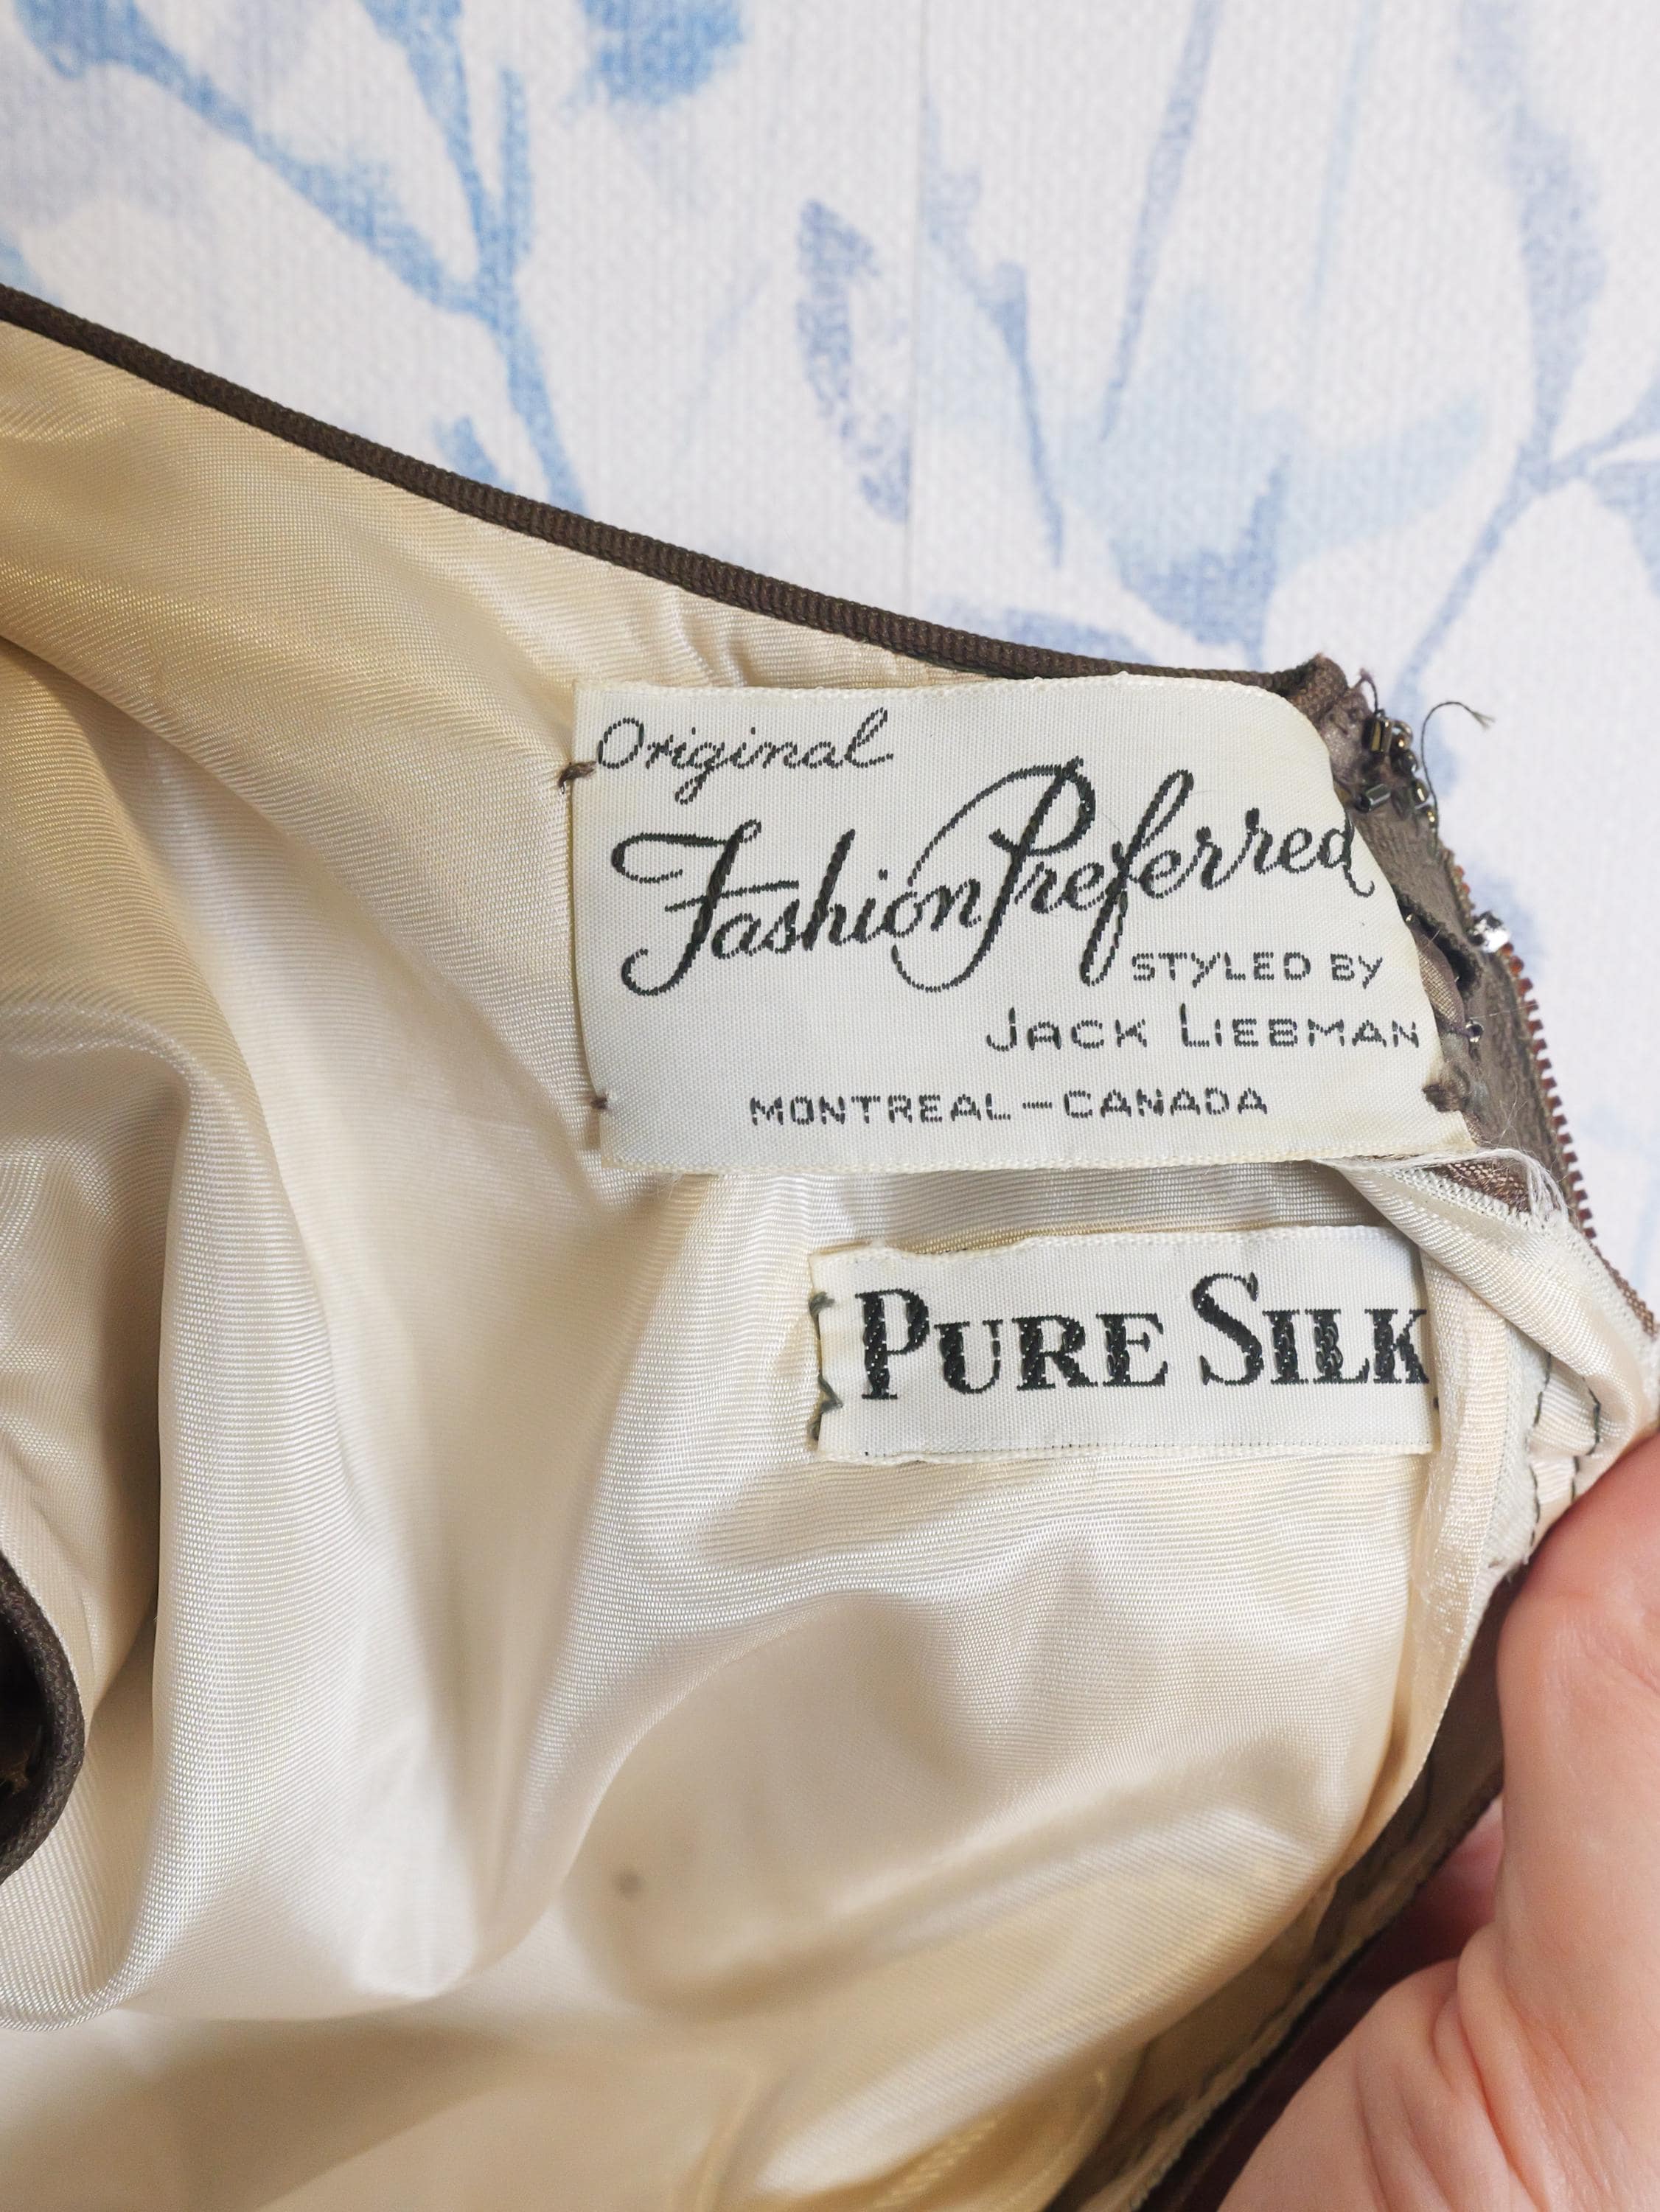 Original
Fashion Preferred
STYLED BY
JACK LIEBMAN
MONTREAL-CANADA
PURE SILK